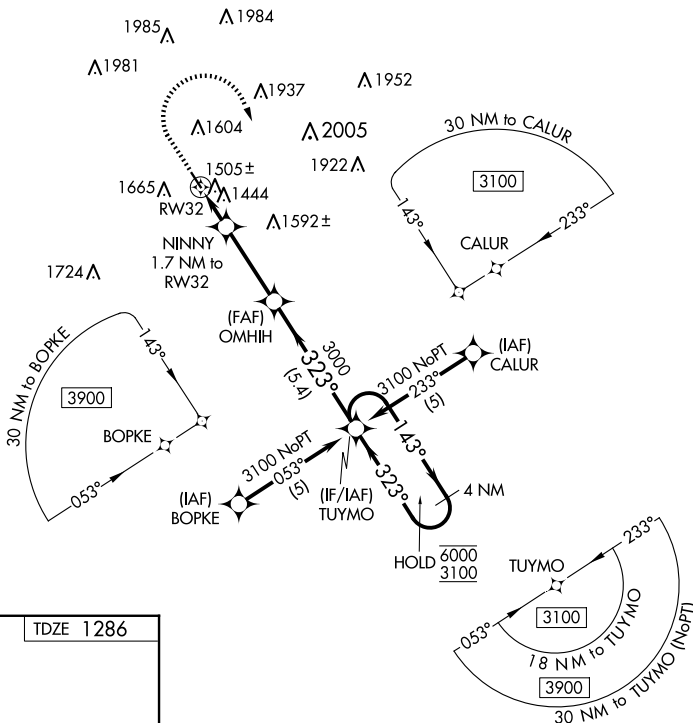 1984
1985
1981
1937
1952
1604
2005
1922
30 NM to CALUR
3100
143°
233°
CALUR
1505±
1665
1444
RW32
1592±
NINNY
1.7 NM to
RW32
1724
(FAF)
OMHIH
3000
323°
(5.4)
30 NM to BOPKE
143°
3900
BOPKE
053°
(IAF)
CALUR
3100 NoPT
233°
(5)
3100 NoPT
053°
(5)
(IAF)
BOPKE
(IF/IAF)
TUYMO
143°
323°
4 NM
HOLD 6000
3100
TUYMO
233°
053°
3100
18 NM to TUYMO
3900
30 NM to TUYMO (NoPT)
TDZE 1286